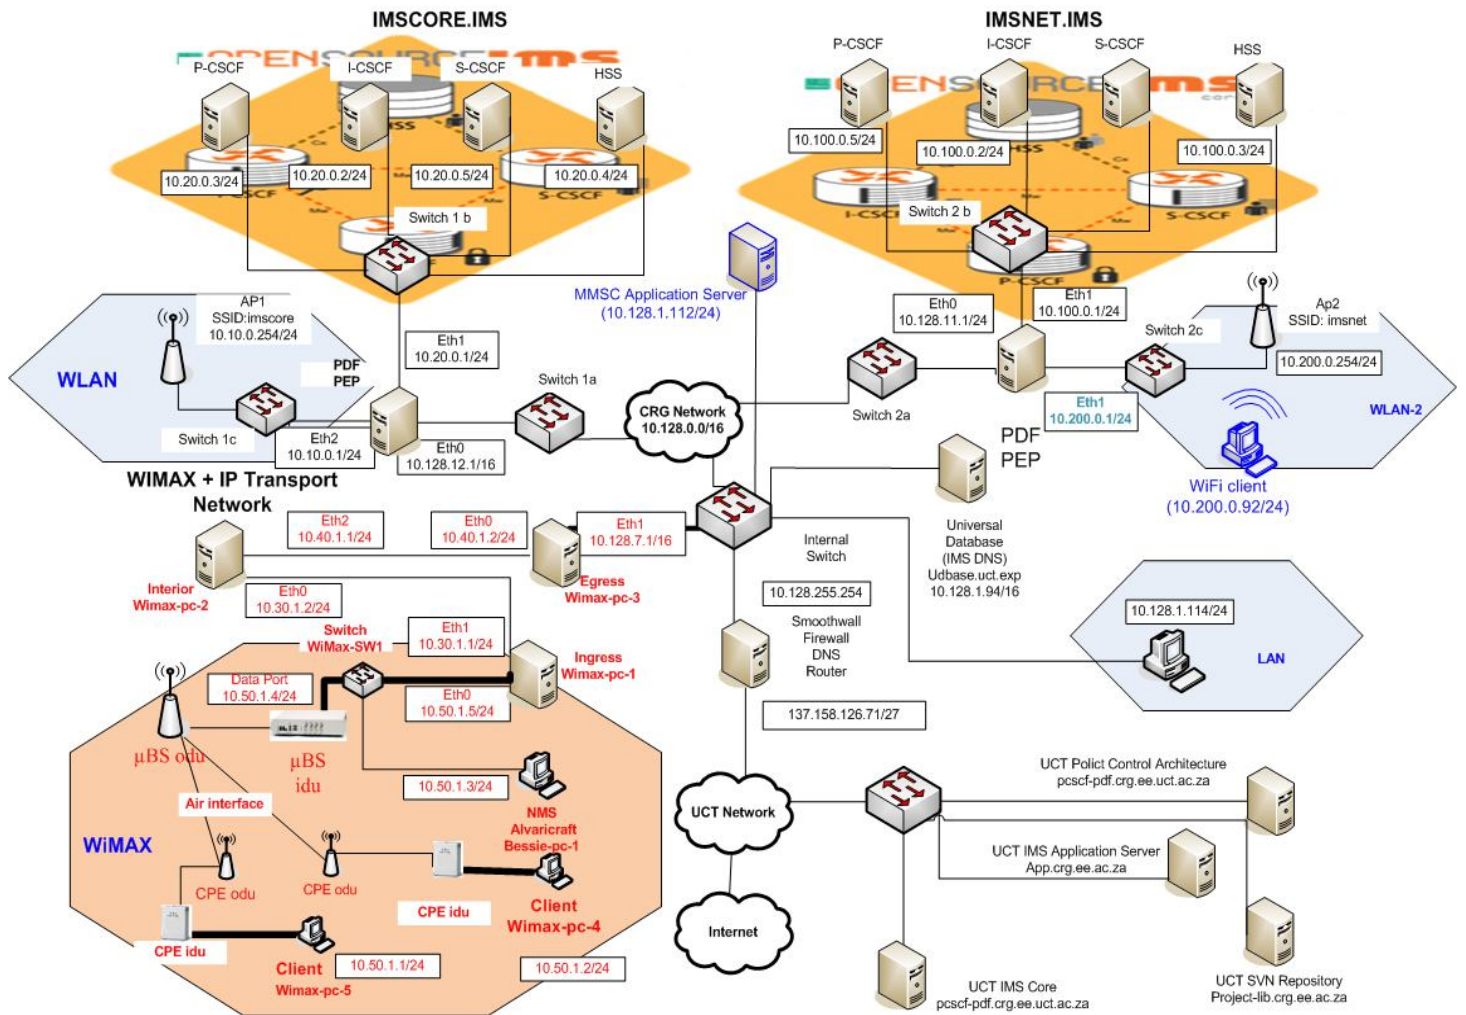 IMSCORE.IMS
IMSNET.IMS
P-CSCF
I-CSCF
S-CSCF
HSS
10.20.0.3/24
10.20.0.2/24
10.20.0.5/24
10.20.0.4/24
HSS
S-CSCF
Switch 1 b
P-CSCF
I-CSCF
S-CSCF
HSS
10.100.0.5/24
10.100.0.2/24
10.100.0.3/24
HSS
I-CSCF
S-CSCF
Switch 2 b
P-CSCF
AP1
SSID:imscore
10.10.0.254/24
WLAN
PDF
PEP
Switch 1c
Eth1
10.20.0.1/24
Eth2
10.10.0.1/24
Eth0
10.128.12.1/16
Switch 1a
CRG Network
10.128.0.0/16
MMSC Application Server
(10.128.1.112/24)
Eth0
10.128.11.1/24
Eth1
10.100.0.1/24
Switch 2a
Switch 2c
Ap2
SSID: imsnet
10.200.0.254/24
Eth1
10.200.0.1/24
WLAN-2
WiFi client
(10.200.0.92/24)
PDF
PEP
WIMAX + IP Transport
Network
Eth2
10.40.1.1/24
Eth0
10.40.1.2/24
Eth1
10.128.7.1/16
Interior
Wimax-pc-2
Egress
Wimax-pc-3
Eth0
10.30.1.2/24
Internal
Switch
Universal
Database
(IMS DNS)
Udbase.uct.exp
10.128.1.94/16
10.128.255.254
Smoothwall
Firewall
DNS
Router
10.128.1.114/24
LAN
137.158.126.71/27
Switch
WiMax-SW1
Eth1
10.30.1.1/24
Ingress
Wimax-pc-1
Data Port
10.50.1.4/24
Eth0
10.50.1.5/24
µBS odu
µBS
idu
10.50.1.3/24
NMS
Alvaricraft
Bessie-pc-1
Air interface
WiMAX
CPE odu
CPE odu
CPE idu
Client
Wimax-pc-4
CPE idu
Client
Wimax-pc-5
10.50.1.1/24
10.50.1.2/24
UCT Network
Internet
UCT Polict Control Architecture
pcscf-pdf.crg.ee.uct.ac.za
UCT IMS Application Server
App.crg.ee.ac.za
UCT IMS Core
pcscf-pdf.crg.ee.uct.ac.za
UCT SVN Repository
Project-lib.crg.ee.ac.za